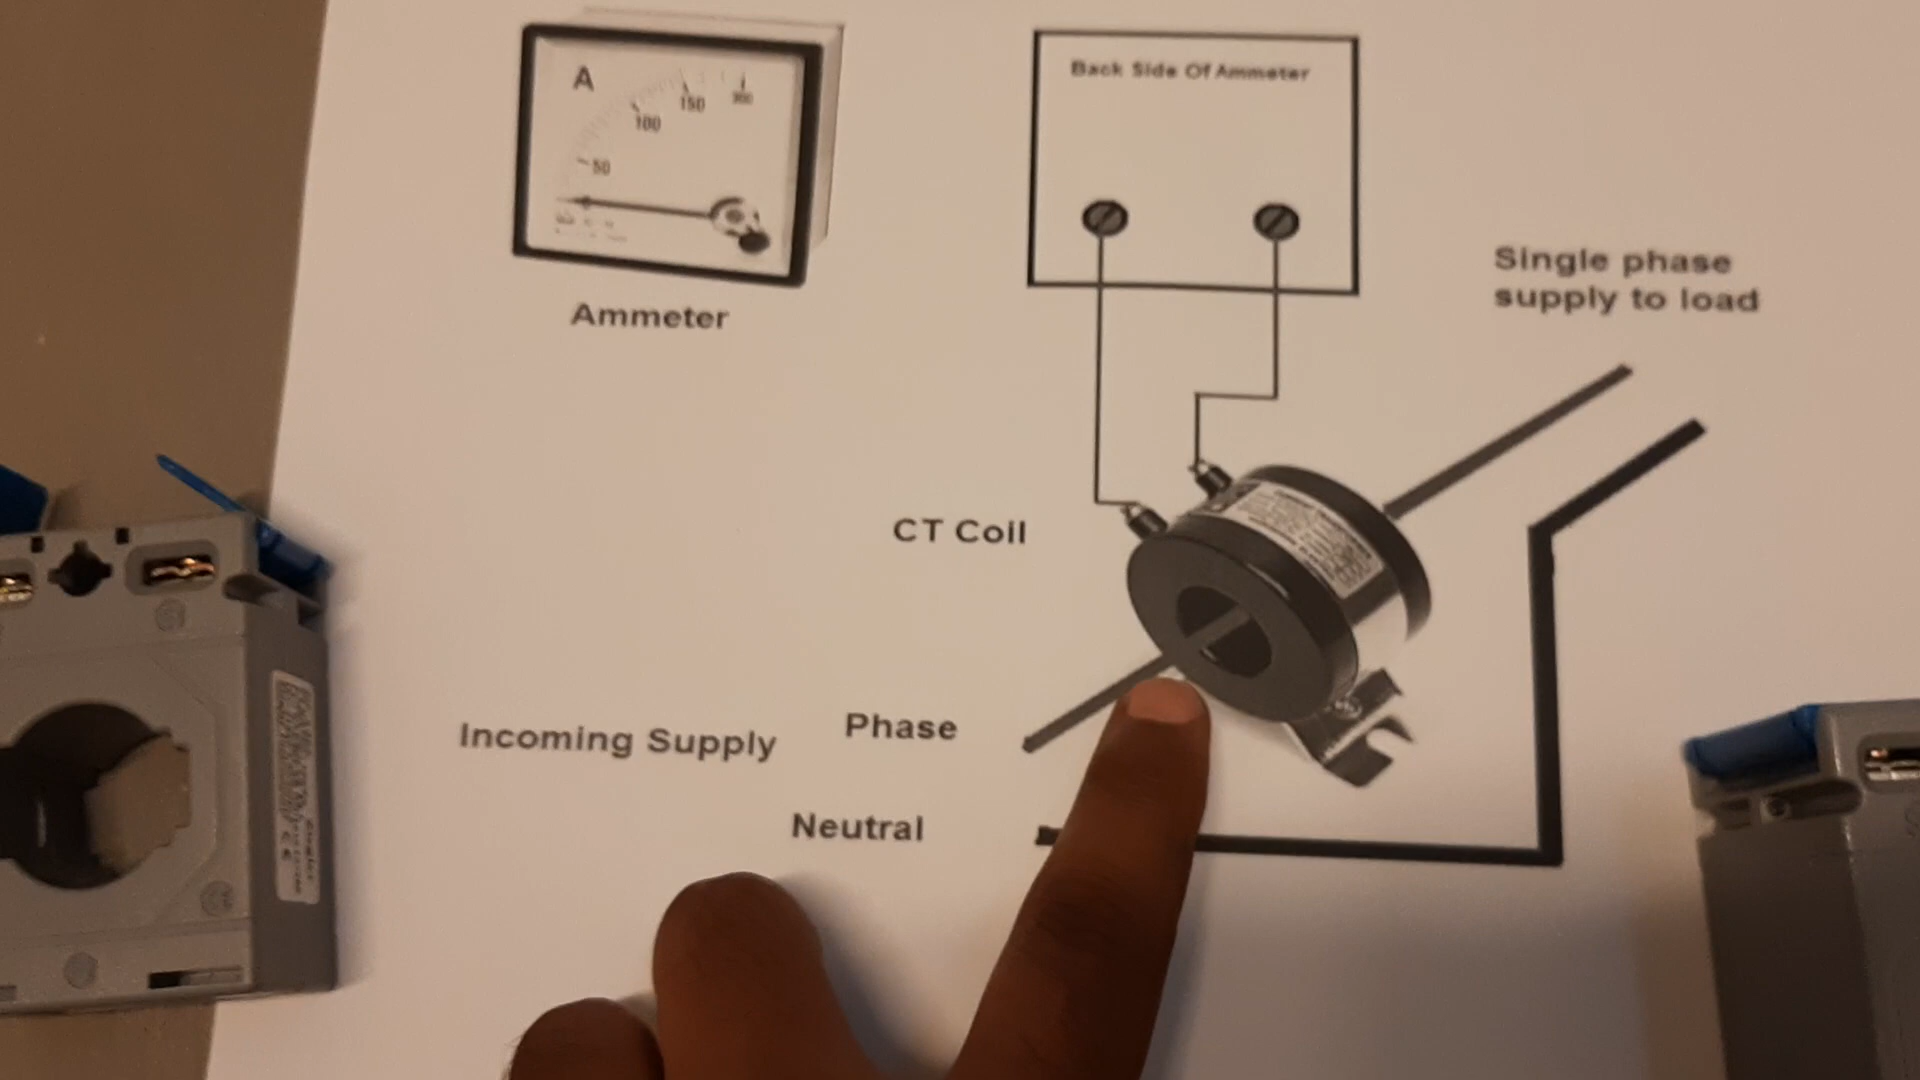 A
50
100
150
300
Ammeter
Back Side Of Ammeter
Single phase
supply to load
CT Coil
Incoming Supply
Phase
Neutral